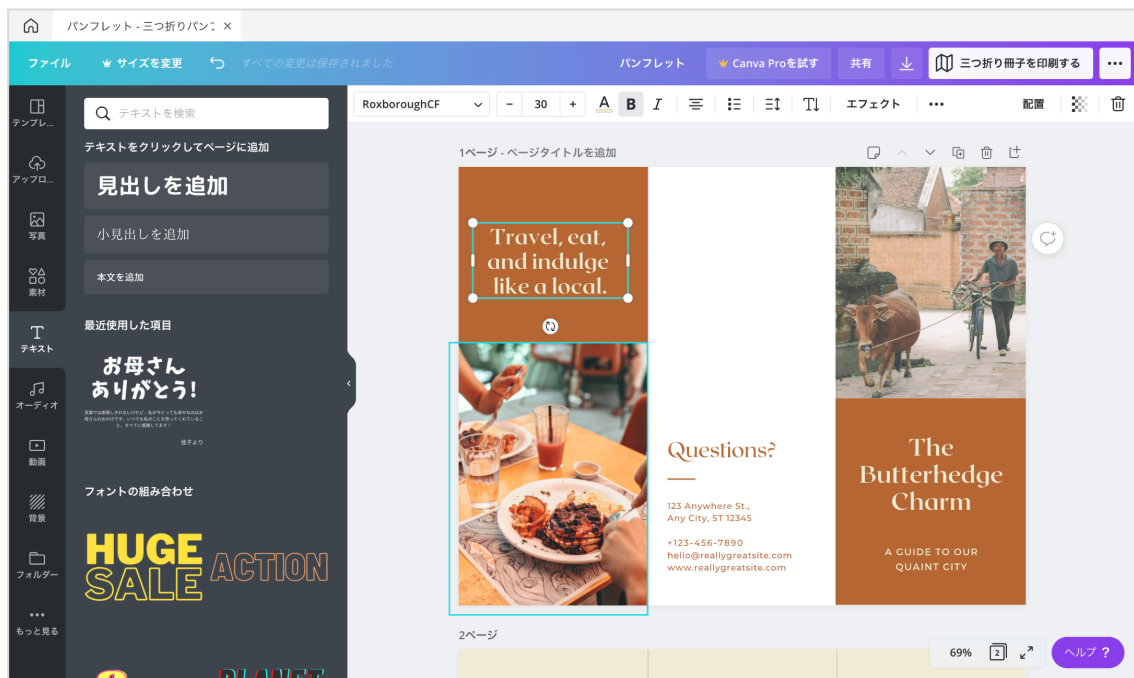 パンフレット - 三つ折りパンフ ×
ファイル
サイズを変更
すべての変更は保存されました
パンフレット
Canva Proを試す
共有
三つ折り冊子を印刷する
テンプレ...
アップロ...
写真
素材
テキスト
オーディオ
動画
背景
フォルダー
もっと見る
テキストを検索
テキストをクリックしてページに追加
見出しを追加
小見出しを追加
本文を追加
最近使用した項目
お母さん
ありがとう!
佳子より
フォントの組み合わせ
HUGE
SALE
ACTION
PLANET
RoxboroughCF
- 30 +
A B I
エフェクト
配置
1ページ - ページタイトルを追加
Travel, eat,
and indulge
like a local.
Questions?
123 Anywhere St.,
Any City, ST 12345
+123-456-7890
hello@reallygreatsite.com
www.reallygreatsite.com
The
Butterhedge
Charm
A GUIDE TO OUR
QUAINT CITY
2ページ
69%
2
ヘルプ ?